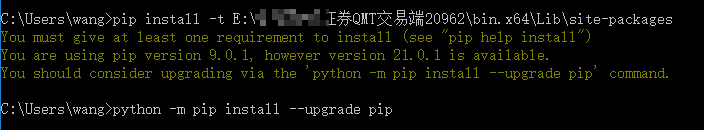 C:\Users\wang>pip install -t E:\证券QMT交易端20962\bin.x64\Lib\site-packages
You must give at least one requirement to install (see "pip help install")
You are using pip version 9.0.1, however version 21.0.1 is available.
You should consider upgrading via the 'python -m pip install --upgrade pip' command.
C:\Users\wang>python -m pip install --upgrade pip